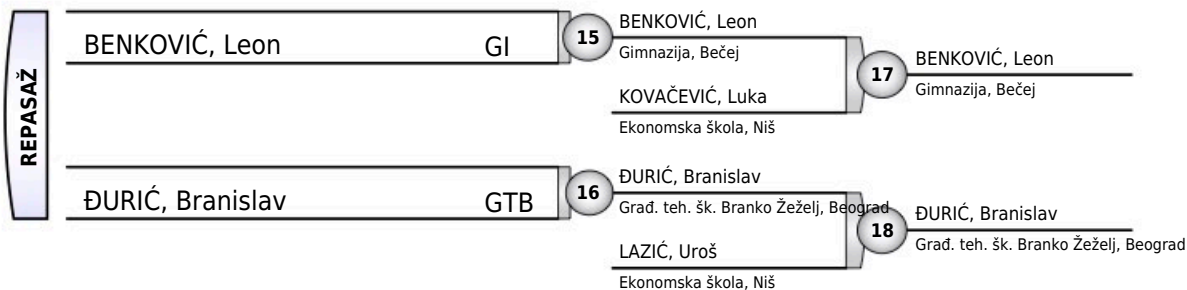 REPASAŽ
BENKOVIĆ, Leon GI
15
BENKOVIĆ, Leon
Gimnazija, Bečej
KOVAČEVIĆ, Luka
Ekonomska škola, Niš
17
BENKOVIĆ, Leon
Gimnazija, Bečej
ĐURIĆ, Branislav GTB
16
ĐURIĆ, Branislav
Građ. teh. šk. Branko Žeželj, Beograd
LAZIĆ, Uroš
Ekonomska škola, Niš
18
ĐURIĆ, Branislav
Građ. teh. šk. Branko Žeželj, Beograd